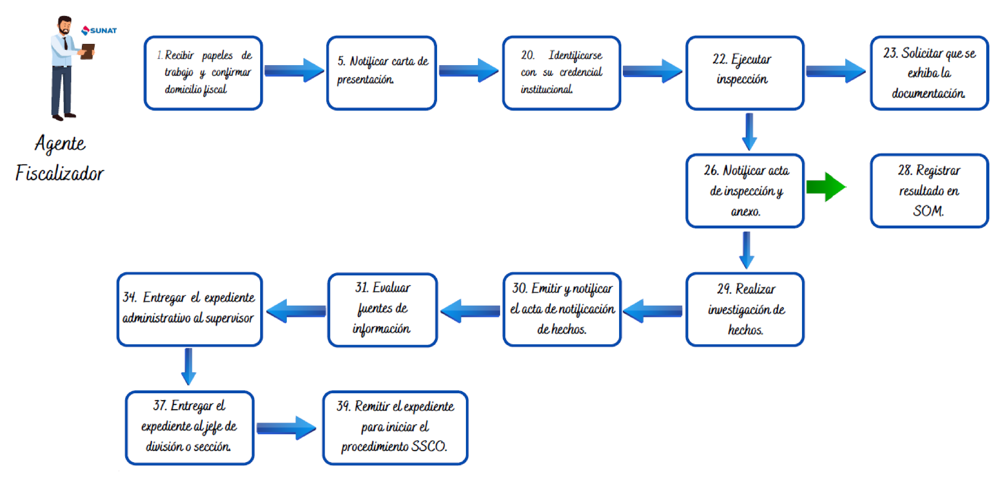 SUNAT
Agente
Fiscalizador
1. Recibir papeles de
trabajo y confirmar
domicilio fiscal
5. Notificar carta de
presentación.
20. Identificarse
con su credencial
institucional.
22. Ejecutar
inspección
23. Solicitar que se
exhiba la
documentación.
26. Notificar acta
de inspección y
anexo.
28. Registrar
resultado en
SOM.
29. Realizar
investigación de
hechos.
30. Emitir y notificar
el acta de notificación
de hechos.
31. Evaluar
fuentes de
información
34. Entregar el expediente
administrativo al supervisor
37. Entregar el
expediente al jefe de
división o sección.
39. Remitir el expediente
para iniciar el
procedimiento SSCO.